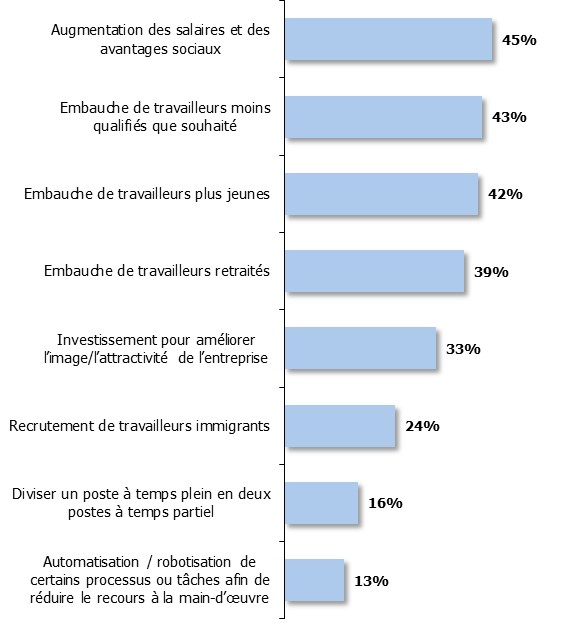 Augmentation des salaires et des
avantages sociaux
45%
Embauche de travailleurs moins
qualifiés que souhaité
43%
Embauche de travailleurs plus jeunes
42%
Embauche de travailleurs retraités
39%
Investissement pour améliorer
l’image/l’attractivité de l’entreprise
33%
Recrutement de travailleurs immigrants
24%
Diviser un poste à temps plein en deux
postes à temps partiel
16%
Automatisation / robotisation de
certains processus ou tâches afin de
réduire le recours à la main-d’œuvre
13%